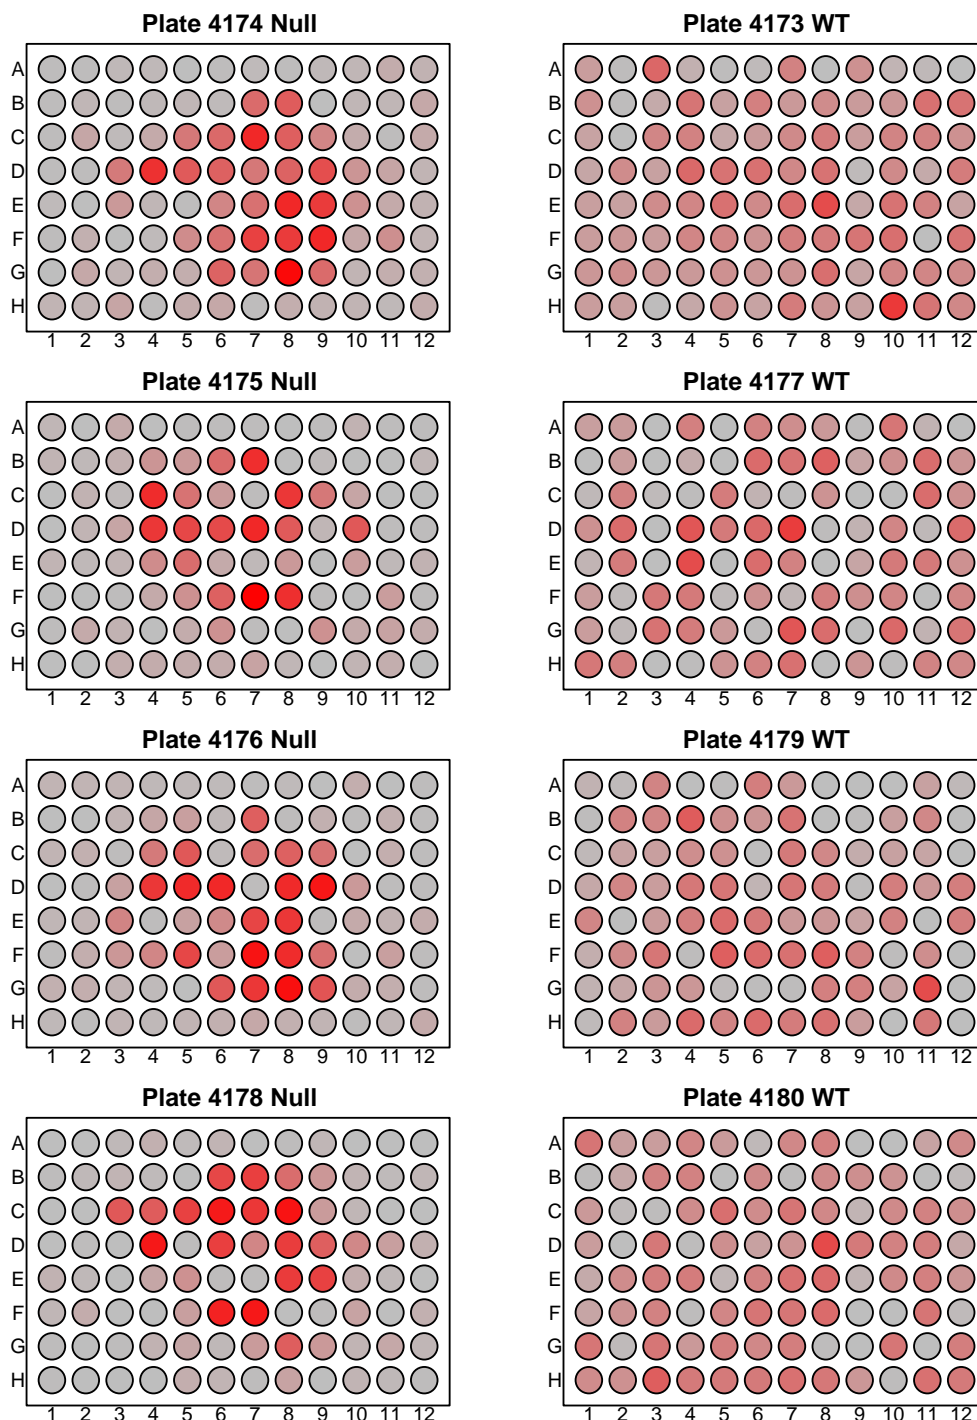 Plate 4174 Null
A
B
C
D
E
F
G
H
1 2 3 4 5 6 7 8 9 10 11 12
Plate 4173 WT
A
B
C
D
E
F
G
H
1 2 3 4 5 6 7 8 9 10 11 12
Plate 4175 Null
A
B
C
D
E
F
G
H
1 2 3 4 5 6 7 8 9 10 11 12
Plate 4177 WT
A
B
C
D
E
F
G
H
1 2 3 4 5 6 7 8 9 10 11 12
Plate 4176 Null
A
B
C
D
E
F
G
H
1 2 3 4 5 6 7 8 9 10 11 12
Plate 4179 WT
A
B
C
D
E
F
G
H
1 2 3 4 5 6 7 8 9 10 11 12
Plate 4178 Null
A
B
C
D
E
F
G
H
1 2 3 4 5 6 7 8 9 10 11 12
Plate 4180 WT
A
B
C
D
E
F
G
H
1 2 3 4 5 6 7 8 9 10 11 12